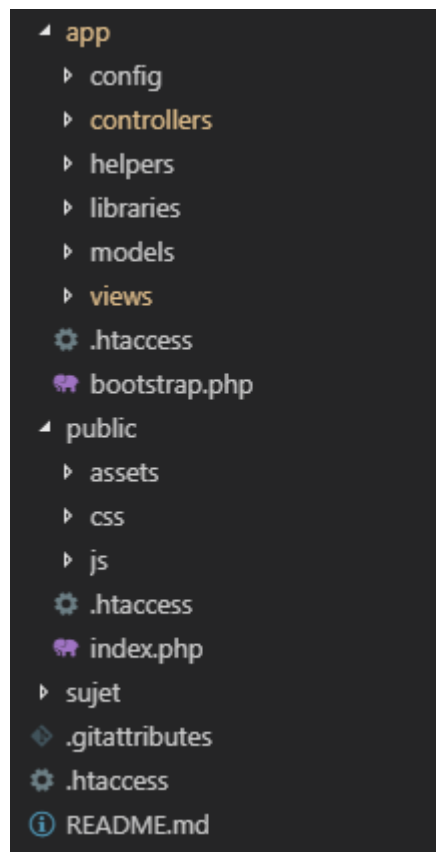 app
config
controllers
helpers
libraries
models
views
.htaccess
bootstrap.php
public
assets
css
js
.htaccess
index.php
sujet
.gitattributes
.htaccess
README.md